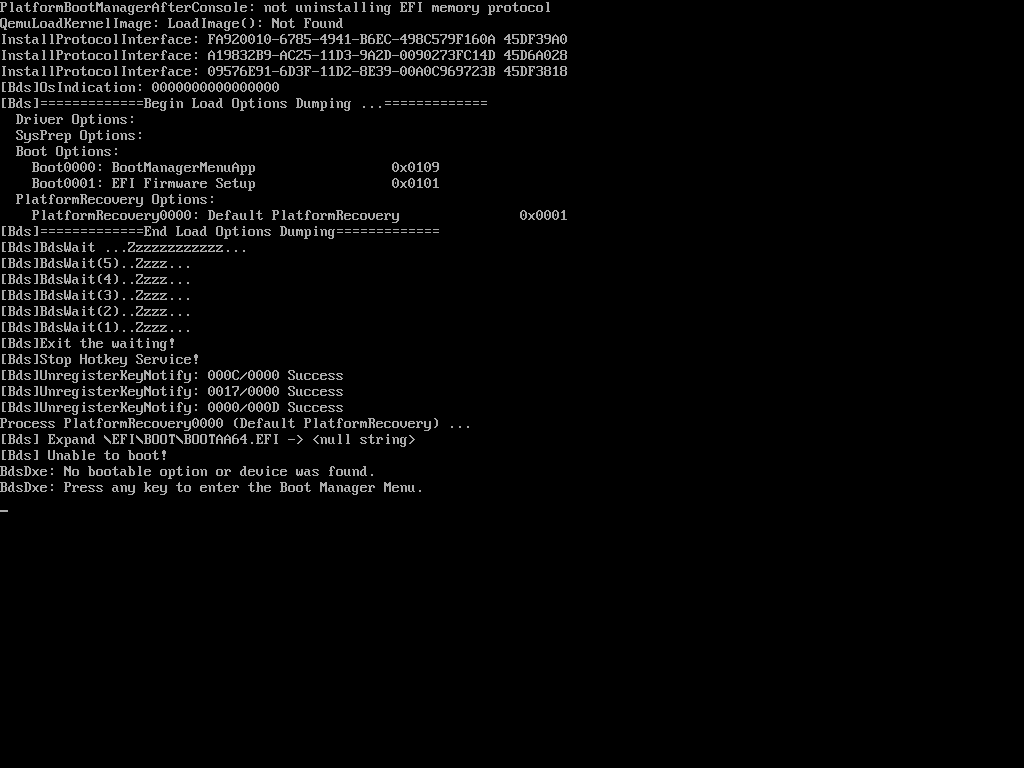 PlatformBootManagerAfterConsole: not uninstalling EFI memory protocol
QemuLoadKernelImage: LoadImage(): Not Found
InstallProtocolInterface: FA920010-6785-4941-B6EC-498C579F160A 45DF39A0
InstallProtocolInterface: A19832B9-AC25-11D3-9A2D-0090273FC14D 45D6A028
InstallProtocolInterface: 09576E91-6D3F-11D2-8E39-00A0C969723B 45DF3818
[Bds]OsIndication: 0000000000000000
[Bds]=============Begin Load Options Dumping ...=============
  Driver Options:
  SysPrep Options:
  Boot Options:
    Boot0000: BootManagerMenuApp                 0x0109
    Boot0001: EFI Firmware Setup                 0x0101
  PlatformRecovery Options:
    PlatformRecovery0000: Default PlatformRecovery               0x0001
[Bds]=============End Load Options Dumping=============
[Bds]BdsWait ...Zzzzzzzzzzzz...
[Bds]BdsWait(5)..Zzzz...
[Bds]BdsWait(4)..Zzzz...
[Bds]BdsWait(3)..Zzzz...
[Bds]BdsWait(2)..Zzzz...
[Bds]BdsWait(1)..Zzzz...
[Bds]Exit the waiting!
[Bds]Stop Hotkey Service!
[Bds]UnregisterKeyNotify: 000C/0000 Success
[Bds]UnregisterKeyNotify: 0017/0000 Success
[Bds]UnregisterKeyNotify: 0000/000D Success
Process PlatformRecovery0000 (Default PlatformRecovery) ...
[Bds] Expand \EFI\BOOT\BOOTAA64.EFI -> <null string>
[Bds] Unable to boot!
BdsDxe: No bootable option or device was found.
BdsDxe: Press any key to enter the Boot Manager Menu.